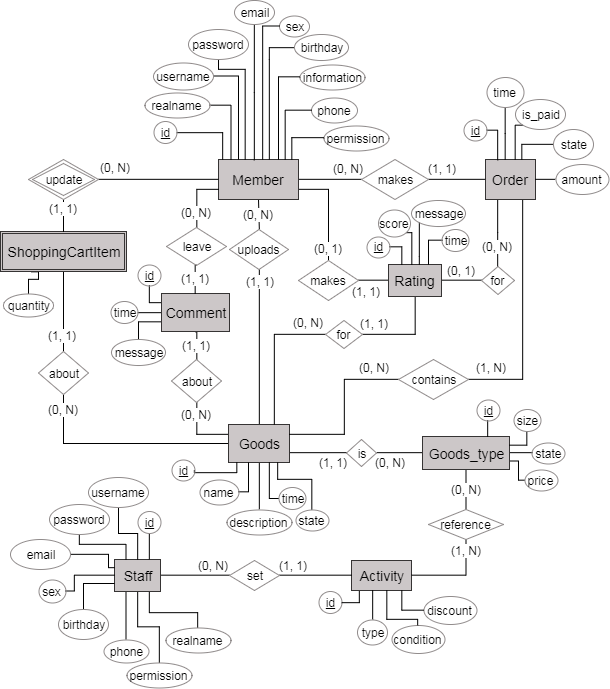 email
sex
password
birthday
username
information
realname
phone
id
permission
time
is_paid
id
state
amount
update
(0, N)
Member
(0, N)
makes
(1, 1)
Order
(1, 1)
(0, N)
(0, N)
score
message
ShoppingCartItem
leave
uploads
(0, 1)
id
time
(0, N)
quantity
(1, 1)
(1, 1)
makes
(1, 1)
Rating
(0, 1)
for
id
time
message
Comment
(0, N)
for
(1, 1)
(1, 1)
(1, 1)
about
about
(0, N)
contains
(1, N)
(0, N)
(0, N)
Goods
id
size
Goods_type
state
price
(1, 1)
is
(0, N)
id
name
time
description
state
(0, N)
reference
(1, N)
username
password
id
email
Staff
(0, N)
set
(1, 1)
Activity
sex
birthday
phone
permission
realname
id
type
condition
discount